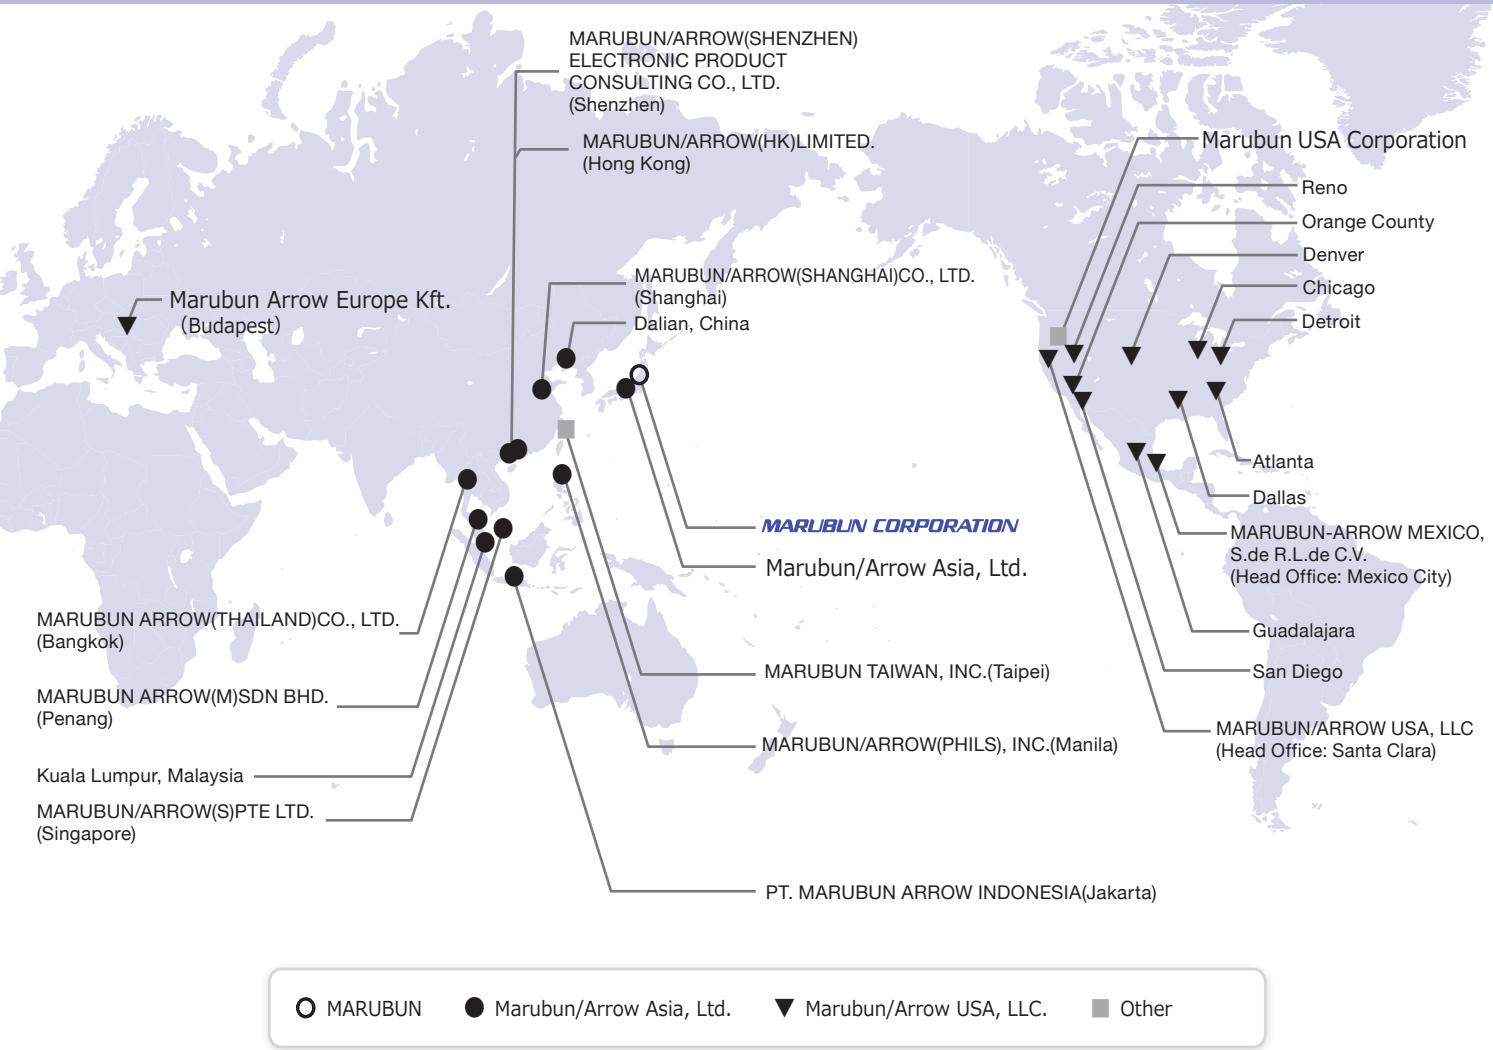 MARUBUN/ARROW(SHENZHEN)
ELECTRONIC PRODUCT
CONSULTING CO., LTD.
(Shenzhen)
MARUBUN/ARROW(HK)LIMITED.
(Hong Kong)
MARUBUN/ARROW(SHANGHAI)CO., LTD.
(Shanghai)
Dalian, China
Marubun Arrow Europe Kft.
(Budapest)
Marubun USA Corporation
Reno
Orange County
Denver
Chicago
Detroit
Atlanta
Dallas
MARUBUN-ARROW MEXICO,
S.de R.L.de C.V.
(Head Office: Mexico City)
Guadalajara
San Diego
MARUBUN/ARROW USA, LLC
(Head Office: Santa Clara)
MARUBUN CORPORATION
Marubun/Arrow Asia, Ltd.
MARUBUN TAIWAN, INC.(Taipei)
MARUBUN/ARROW(PHILS), INC.(Manila)
PT. MARUBUN ARROW INDONESIA(Jakarta)
MARUBUN ARROW(THAILAND)CO., LTD.
(Bangkok)
MARUBUN ARROW(M)SDN BHD.
(Penang)
Kuala Lumpur, Malaysia
MARUBUN/ARROW(S)PTE LTD.
(Singapore)
MARUBUN
Marubun/Arrow Asia, Ltd.
Marubun/Arrow USA, LLC.
Other